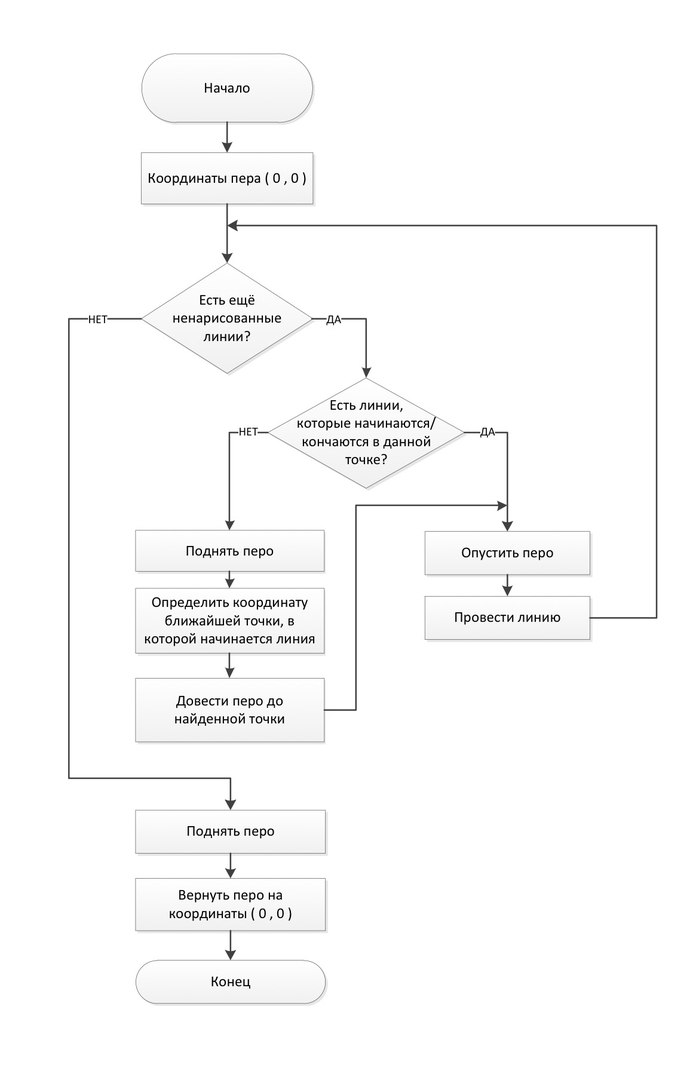 Начало
Координаты пера ( 0 , 0 )
Есть ещё
ненарисованные
линии?
НЕТ
ДА
Есть линии,
которые начинаются/
кончаются в данной
точке?
НЕТ
ДА
Поднять перо
Опустить перо
Определить координату
ближайшей точки, в
которой начинается линия
Провести линию
Довести перо до
найденной точки
Поднять перо
Вернуть перо на
координаты ( 0 , 0 )
Конец